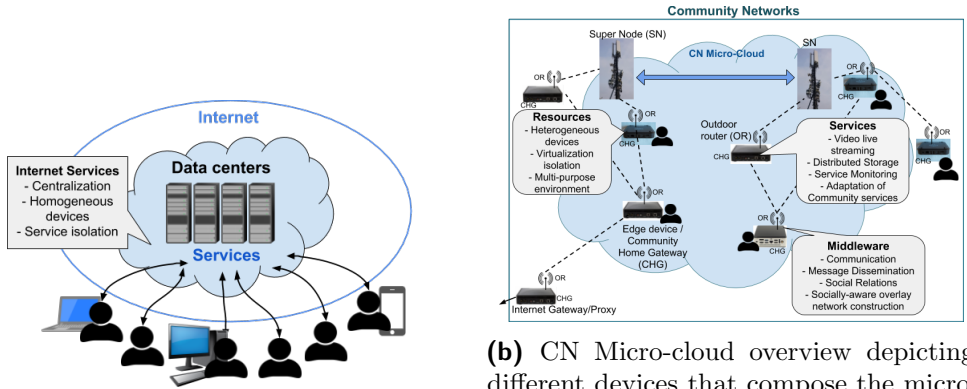 Internet
Internet Services
- Centralization
- Homogeneous
devices
- Service isolation
Data centers
Services
Community Networks
Super Node (SN)
SN
CN Micro-Cloud
OR
CHG
OR
CHG
Resources
- Heterogeneous
devices
- Virtualization
isolation
- Multi-purpose
environment
OR
CHG
Outdoor
router (OR)
OR
CHG
Services
- Video live
streaming
- Distributed Storage
- Service Monitoring
- Adaptation of
Community services
OR
CHG
OR
Edge device /
Community
Home Gateway
(CHG)
OR
CHG
Middleware
- Communication
- Message Dissemination
- Social Relations
- Socially-aware overlay
network construction
OR
CHG
Internet Gateway/Proxy
(b) CN Micro-cloud overview depicting
different devices that compose the micro